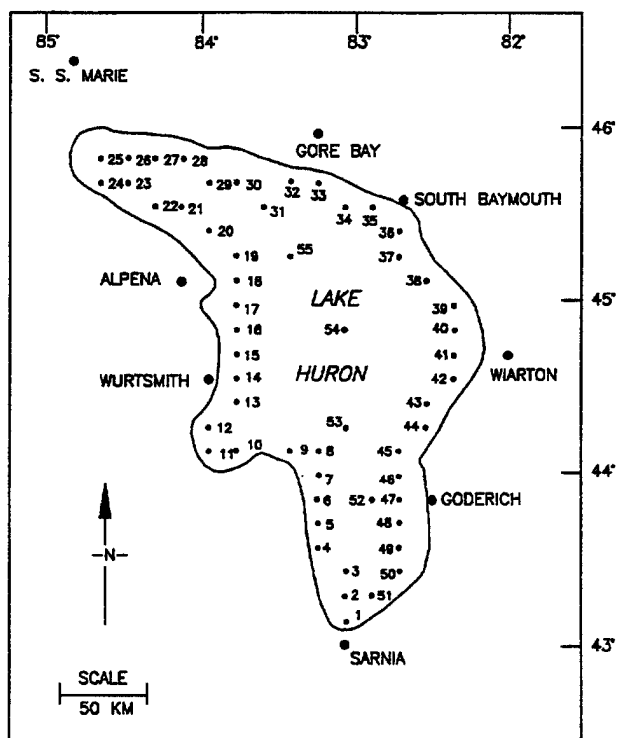 85° 84° 83° 82°
S. S. MARIE
46°
GORE BAY
25 26 27 28
24 23 29 30 32 33
SOUTH BAYMOUTH
22 21 31 34 35
20 36
19 55 37
ALPENA 18 38
LAKE
45°
17 39
16 54 40
15 41
WIARTON
WURTSMITH 14 HURON 42
13 43
12 53 44
11 10 9 8 45
44°
7 46
6 52 47 GODERICH
5 48
4 49
-N-
3 50
2 51
1
43°
SARNIA
SCALE
50 KM